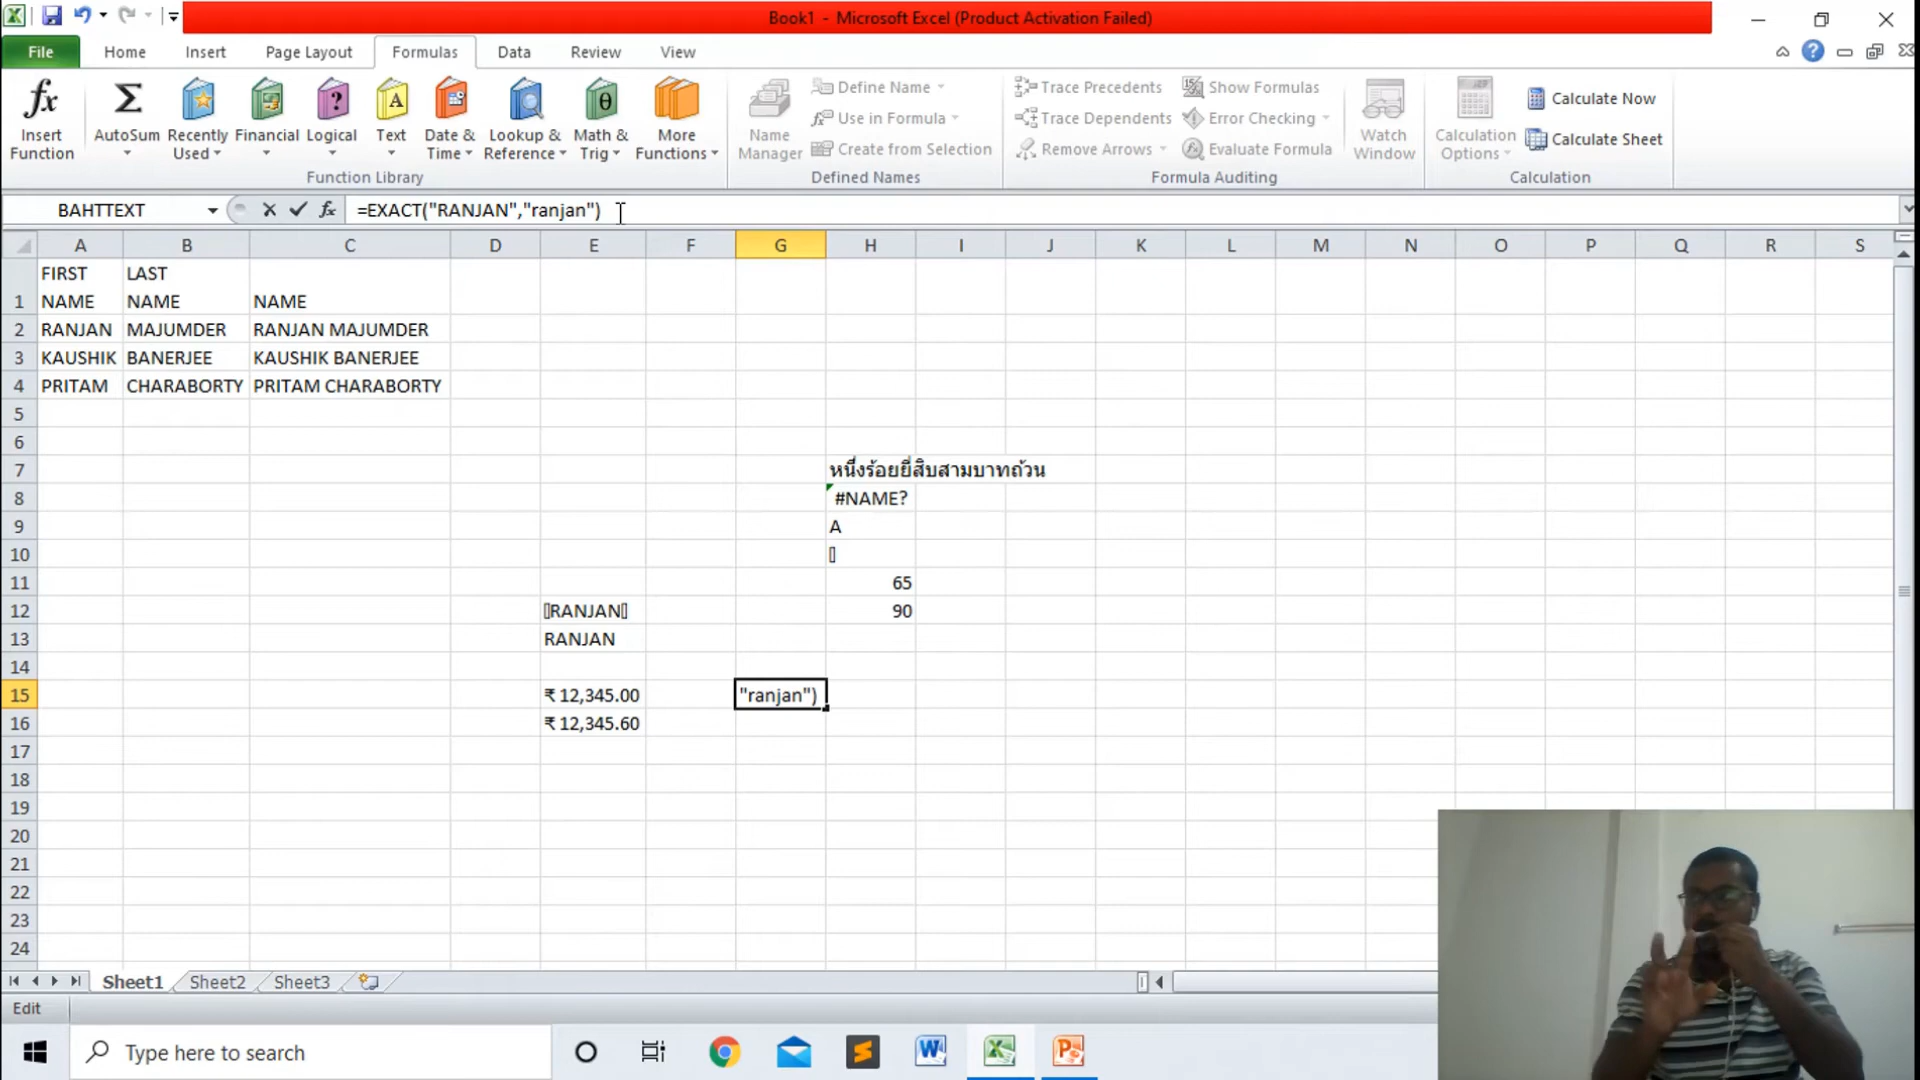 Book1 - Microsoft Excel (Product Activation Failed)
File Home Insert Page Layout Formulas Data Review View
Insert Function
AutoSum
Recently Used
Financial
Logical
Text
Date & Time
Lookup & Reference
Math & Trig
More Functions
Function Library
Name Manager
Define Name
Use in Formula
Create from Selection
Defined Names
Trace Precedents
Trace Dependents
Remove Arrows
Show Formulas
Error Checking
Evaluate Formula
Formula Auditing
Watch Window
Calculation Options
Calculate Now
Calculate Sheet
Calculation
BAHTTEXT fx =EXACT("RANJAN","ranjan")
A B C D E F G H I J K L M N O P Q R S
FIRST LAST
1 NAME NAME NAME
2 RANJAN MAJUMDER RANJAN MAJUMDER
3 KAUSHIK BANERJEE KAUSHIK BANERJEE
4 PRITAM CHARABORTY PRITAM CHARABORTY
5
6
7 หนึ่งร้อยยี่สิบสามบาทถ้วน
8 #NAME?
9 A
10
11 65
12 RANJAN 90
13 RANJAN
14
15 ₹ 12,345.00 "ranjan")
16 ₹ 12,345.60
17
18
19
20
21
22
23
24
Sheet1 Sheet2 Sheet3
Edit
Type here to search